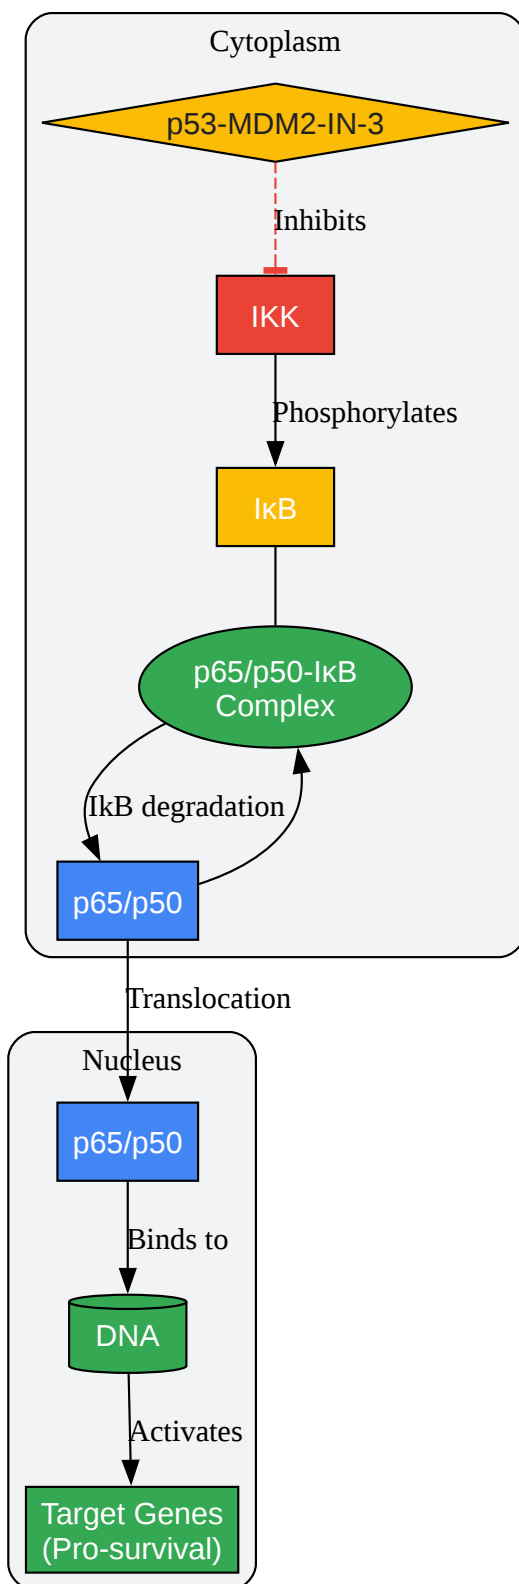 Cytoplasm
p53-MDM2-IN-3
Inhibits
IKK
Phosphorylates
IκB
p65/p50-IκB
Complex
IkB degradation
p65/p50
Translocation
Nucleus
p65/p50
Binds to
DNA
Activates
Target Genes
(Pro-survival)